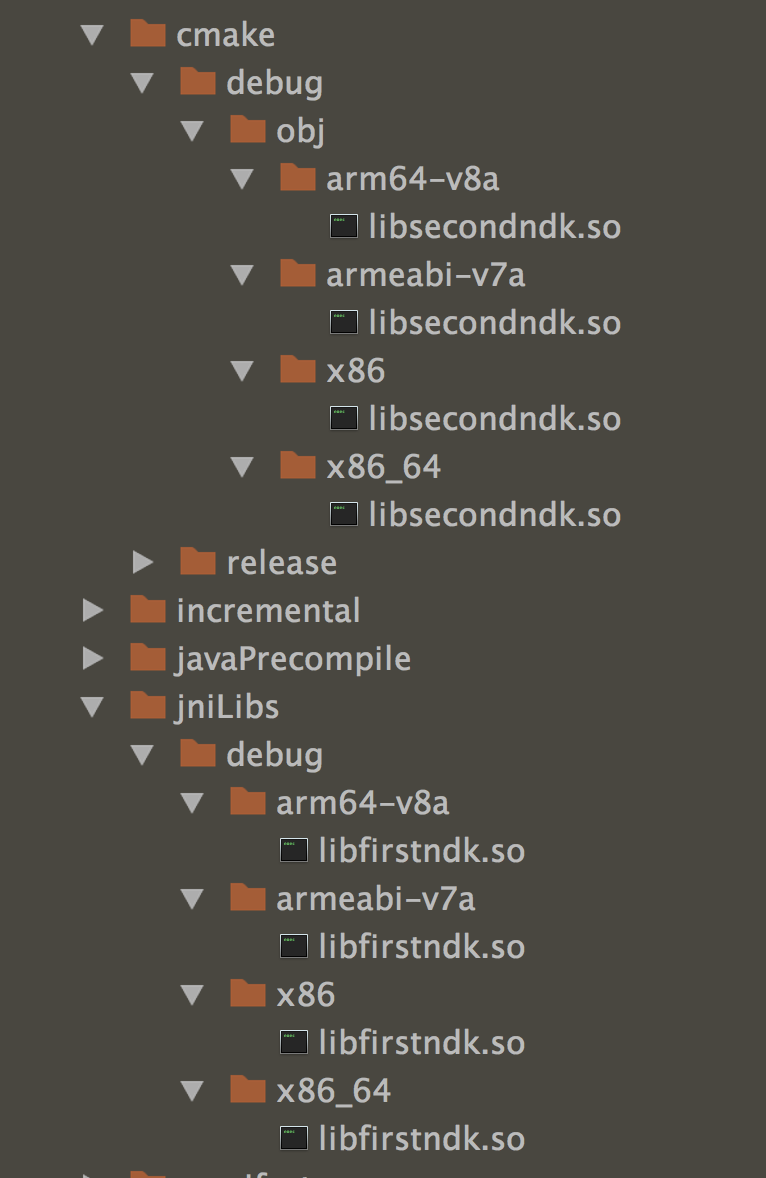 cmake
debug
obj
arm64-v8a
libsecondndk.so
armeabi-v7a
libsecondndk.so
x86
libsecondndk.so
x86_64
libsecondndk.so
release
incremental
javaPrecompile
jniLibs
debug
arm64-v8a
libfirstndk.so
armeabi-v7a
libfirstndk.so
x86
libfirstndk.so
x86_64
libfirstndk.so